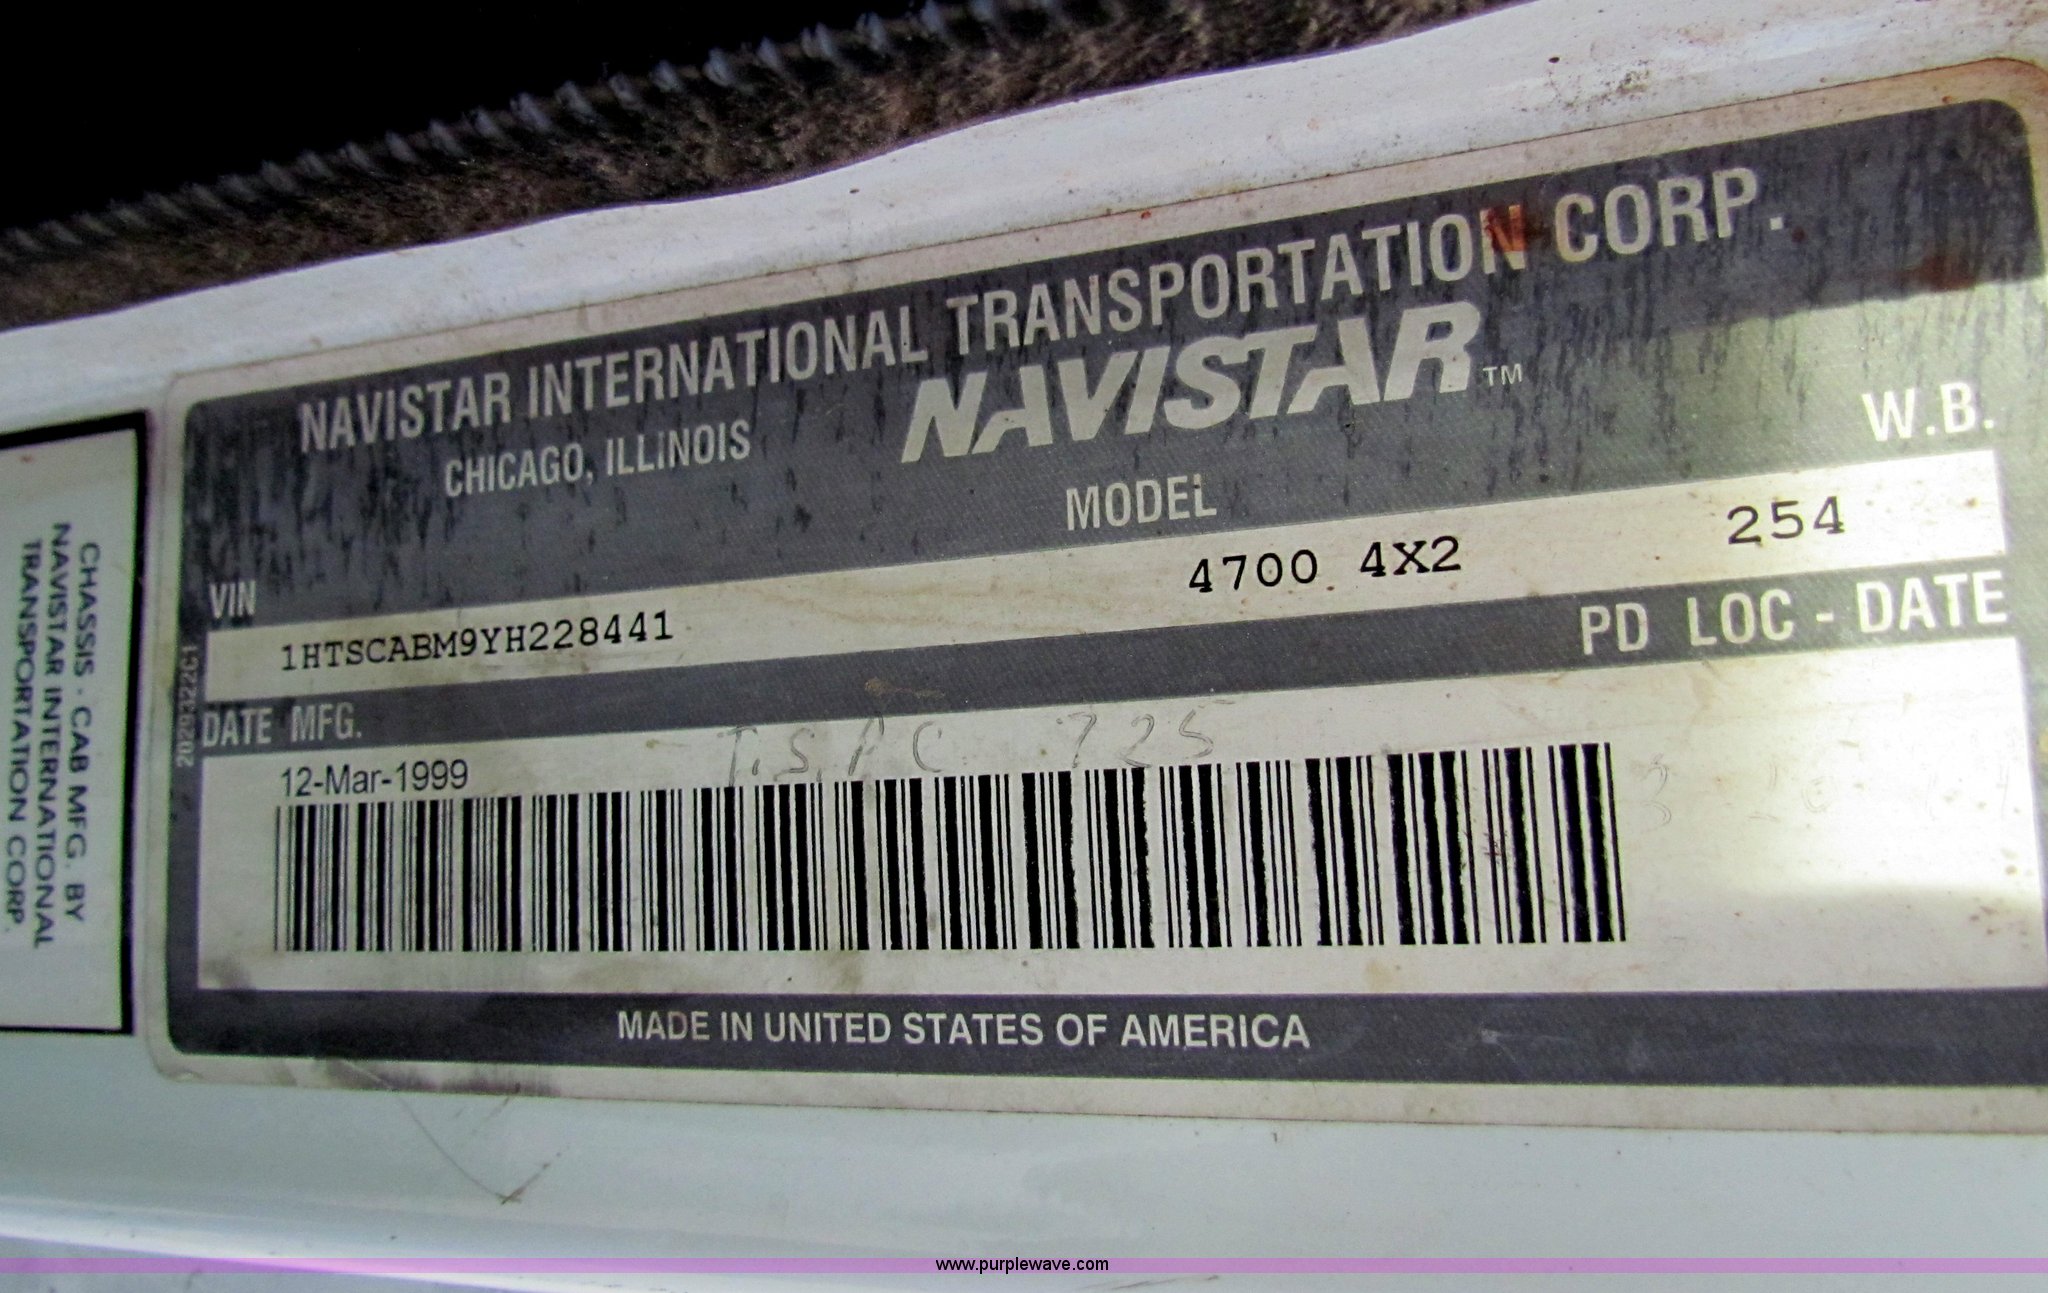 NAVISTAR INTERNATIONAL TRANSPORTATION CORP.
CHICAGO, ILLINOIS
NAVISTAR™
MODEL
W.B.
VIN
1HTSCABM9YH228441
4700 4X2
254
PD LOC - DATE
DATE MFG.
12-Mar-1999
725
MADE IN UNITED STATES OF AMERICA
2029322C1
CHASSIS - CAB MFG. BY
NAVISTAR INTERNATIONAL
TRANSPORTATION CORP.
www.purplewave.com